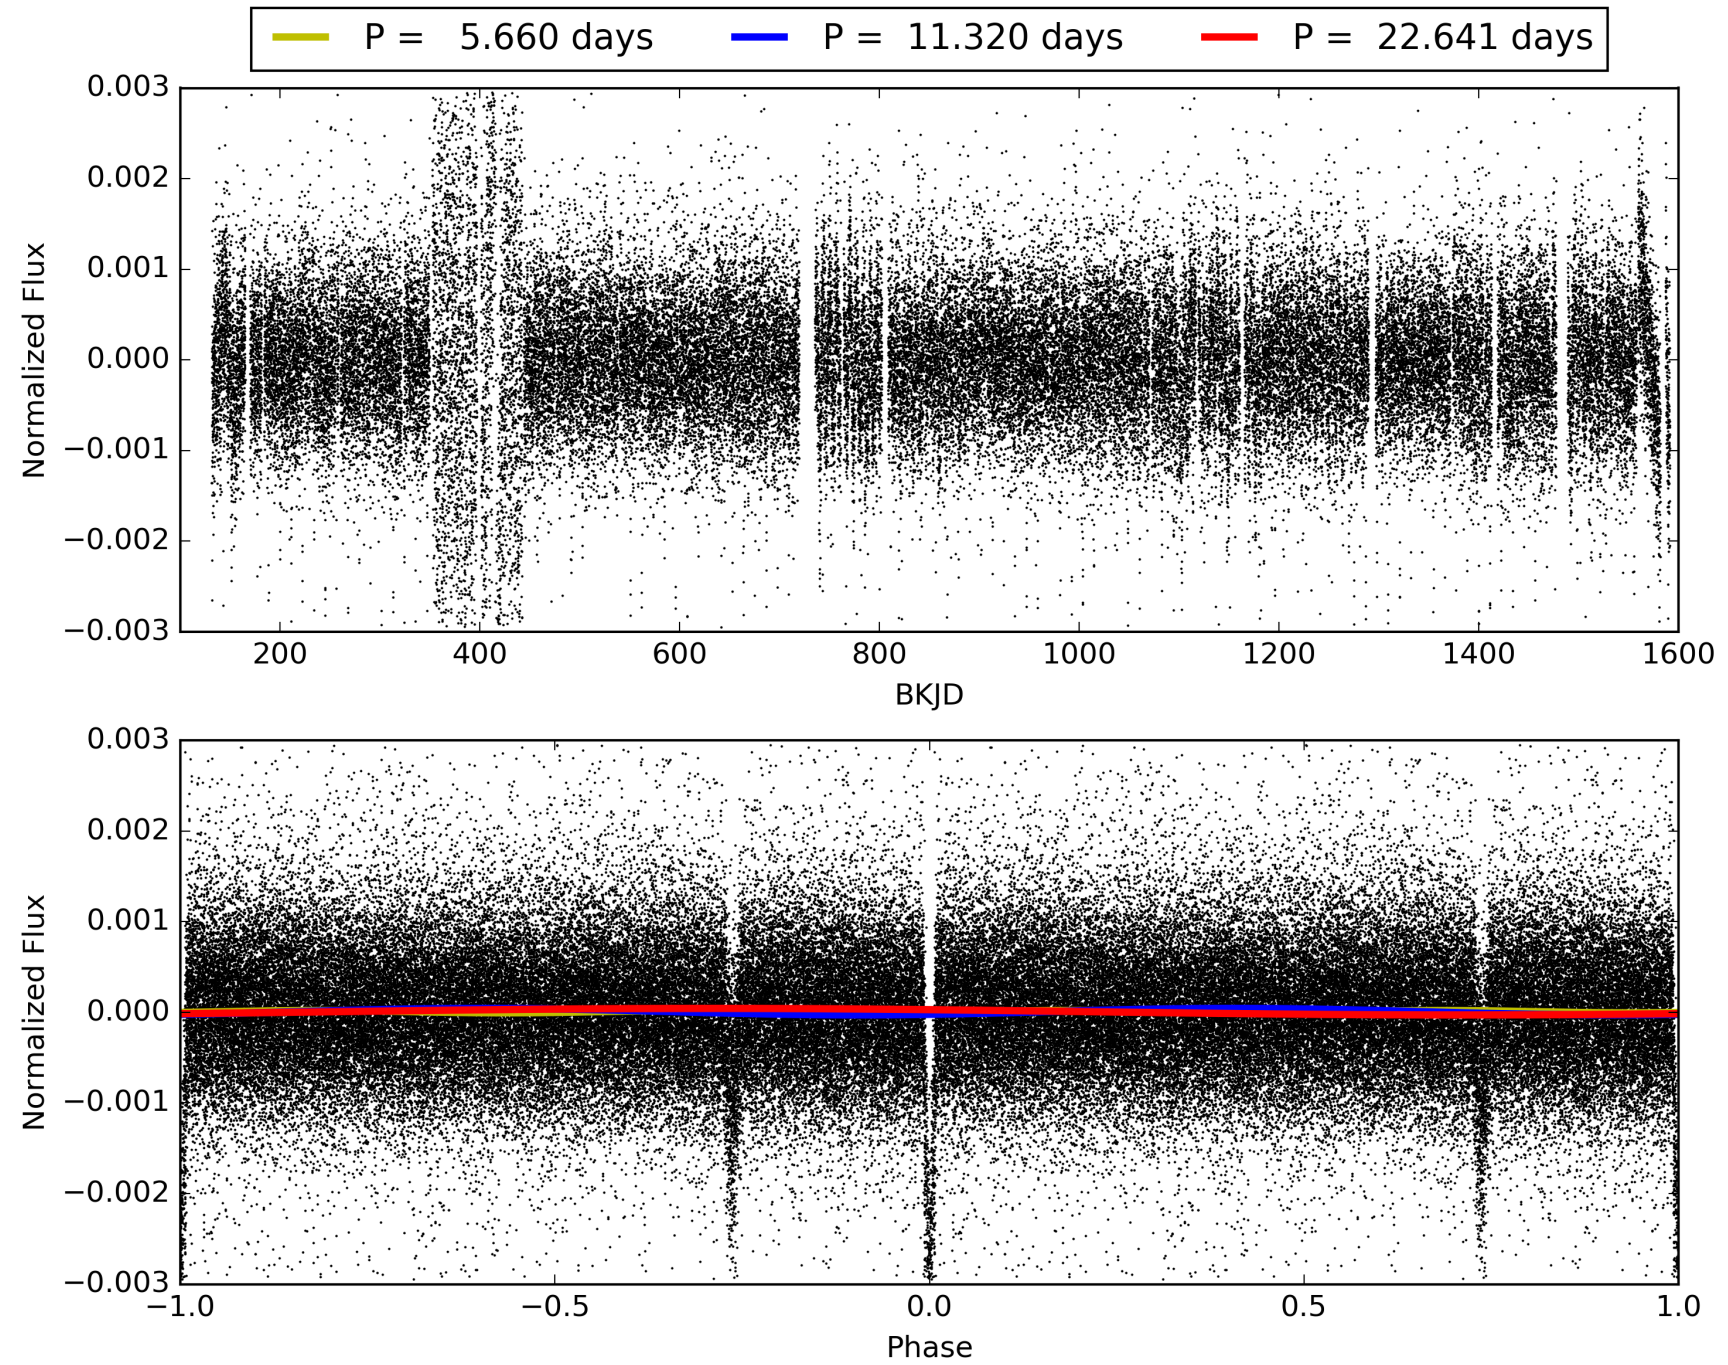 P = 5.660 days P = 11.320 days P = 22.641 days
0.003
0.002
0.001
0.000
−0.001
−0.002
−0.003
Normalized Flux
200 400 600 800 1000 1200 1400 1600
BKJD
0.003
0.002
0.001
0.000
−0.001
−0.002
−0.003
Normalized Flux
−1.0 −0.5 0.0 0.5 1.0
Phase